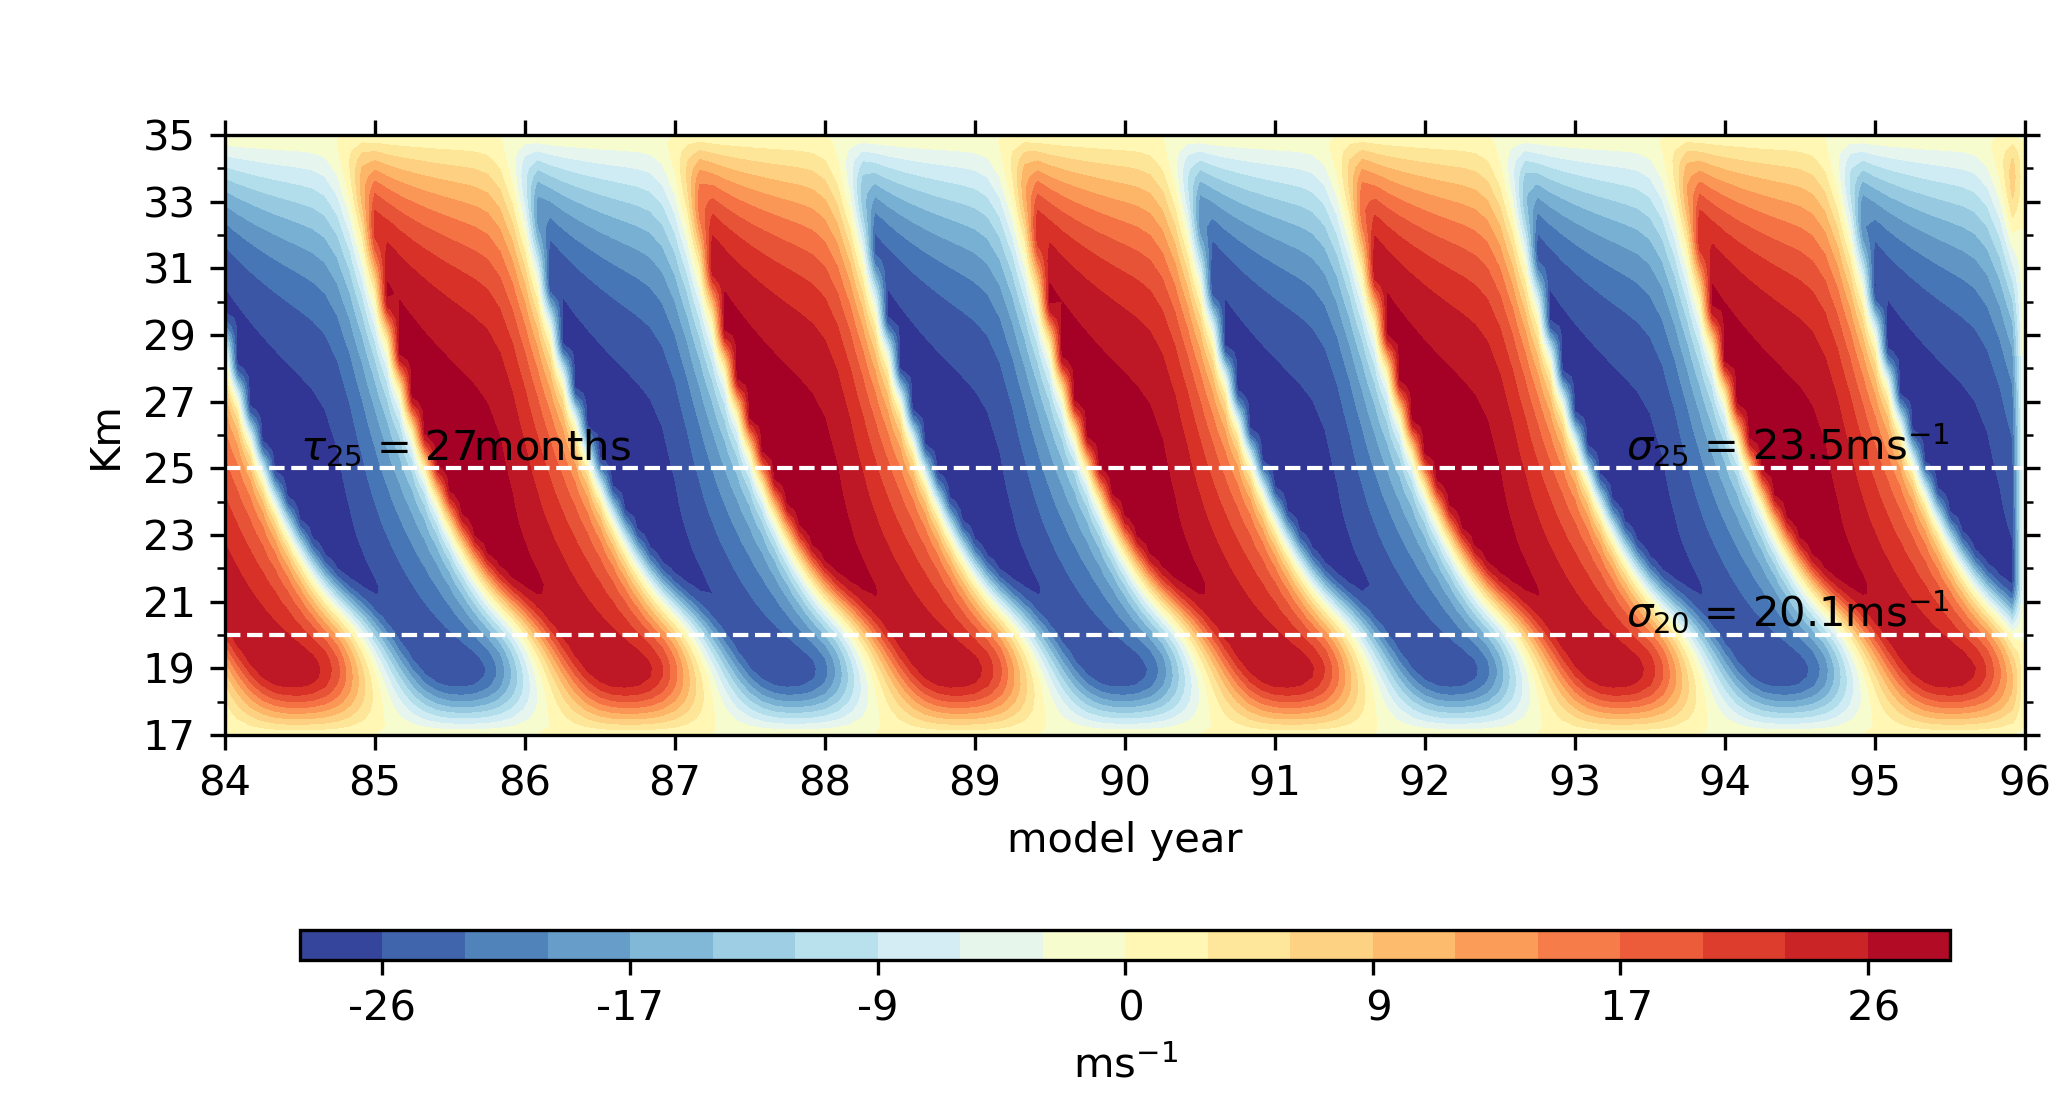 35
33
31
29
27
25
23
21
19
17
Km
τ25 = 27months
σ25 = 23.5ms−1
σ20 = 20.1ms−1
84 85 86 87 88 89 90 91 92 93 94 95 96
model year
-26 -17 -9 0 9 17 26
ms−1